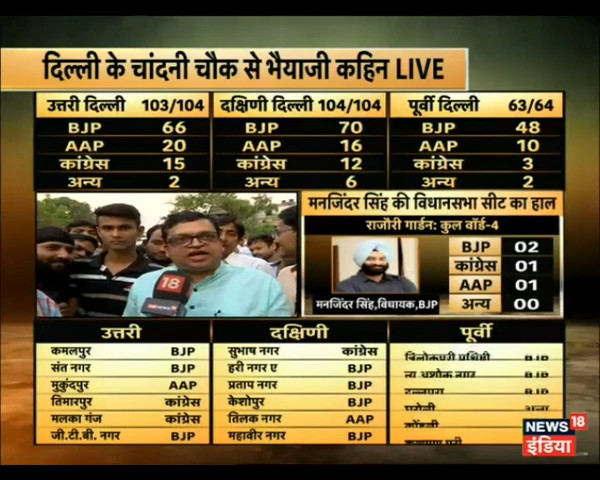 दिल्ली के चांदनी चौक से भैयाजी कहिन LIVE
उत्तरी दिल्ली 103/104
BJP 66
AAP 20
कांग्रेस 15
अन्य 2
दक्षिणी दिल्ली 104/104
BJP 70
AAP 16
कांग्रेस 12
अन्य 6
पूर्वी दिल्ली 63/64
BJP 48
AAP 10
कांग्रेस 3
अन्य 2
18
मनजिंदर सिंह की विधानसभा सीट का हाल
राजौरी गार्डन: कुल वॉर्ड-4
BJP 02
कांग्रेस 01
AAP 01
अन्य 00
मनजिंदर सिंह,विधायक,BJP
उत्तरी
कमलपुर BJP
संत नगर BJP
मुकुंदपुर AAP
तिमारपुर कांग्रेस
मलका गंज कांग्रेस
जी.टी.बी. नगर BJP
दक्षिणी
सुभाष नगर कांग्रेस
हरी नगर ए BJP
प्रताप नगर BJP
केशोपुर BJP
तिलक नगर AAP
महावीर नगर BJP
पूर्वी
NEWS 18
इंडिया